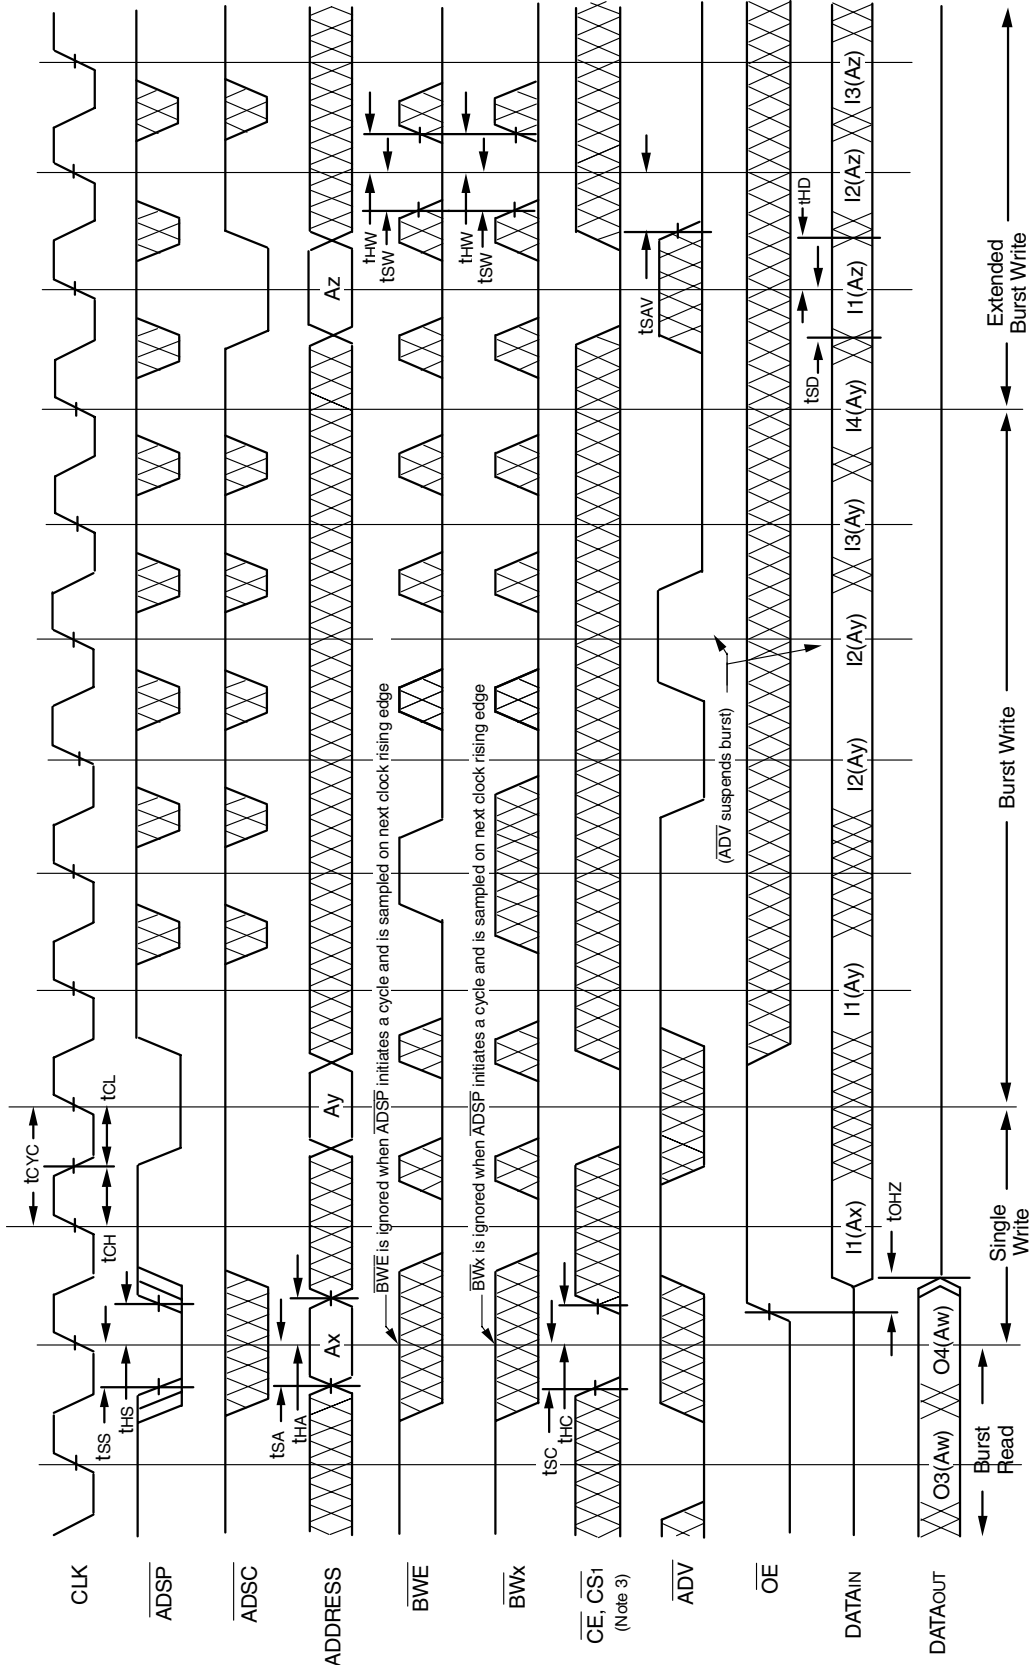 CLK
tCYC
tCH
tCL
tSS
tHS
ADSP
ADSC
tSA
tHA
ADDRESS
Ax
Ay
Az
BWE is ignored when ADSP initiates a cycle and is sampled on next clock rising edge
tHW
tSW
BWE
BWx is ignored when ADSP initiates a cycle and is sampled on next clock rising edge
tHW
tSW
BWx
tSC
tHC
CE, CS1
(Note 3)
tSAV
ADV
(ADV suspends burst)
OE
tSD
tHD
DATAIN
I1(Ax)
I1(Ay)
I2(Ay)
I2(Ay)
I3(Ay)
I4(Ay)
I1(Az)
I2(Az)
I3(Az)
tOHZ
DATAOUT
O3(Aw)
O4(Aw)
Burst
Read
Single
Write
Burst Write
Extended
Burst Write